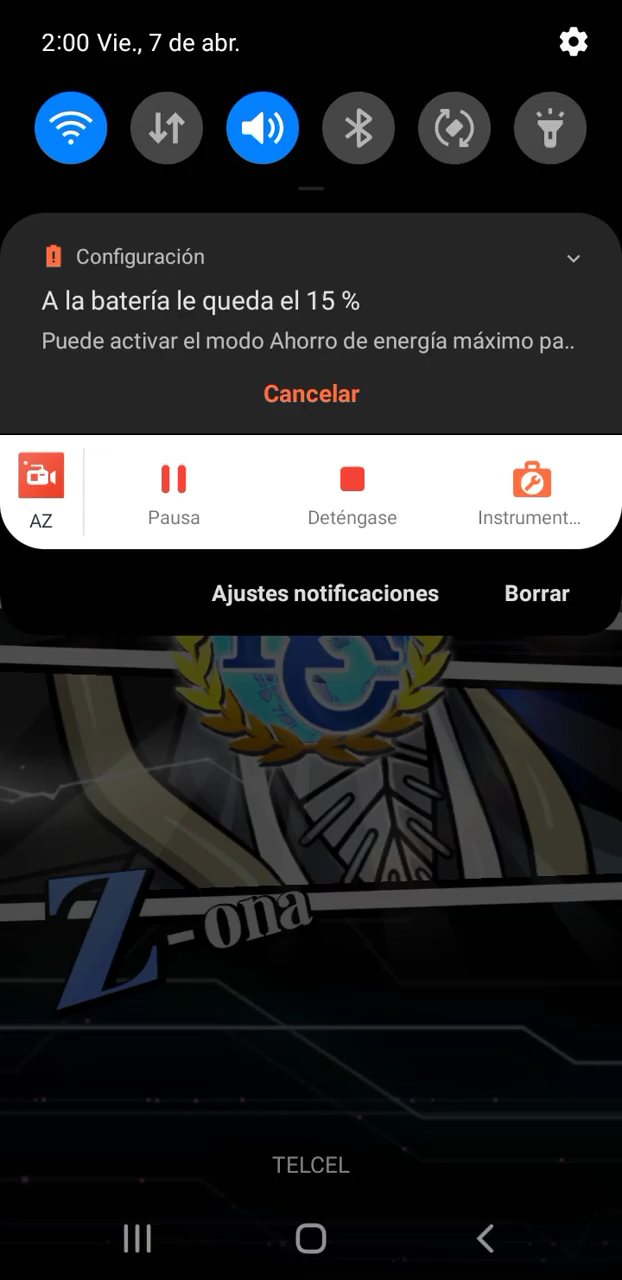 2:00 Vie., 7 de abr.
Configuración
A la batería le queda el 15 %
Puede activar el modo Ahorro de energía máximo pa..
Cancelar
AZ
Pausa
Deténgase
Instrument...
Ajustes notificaciones
Borrar
Z-ona
TELCEL